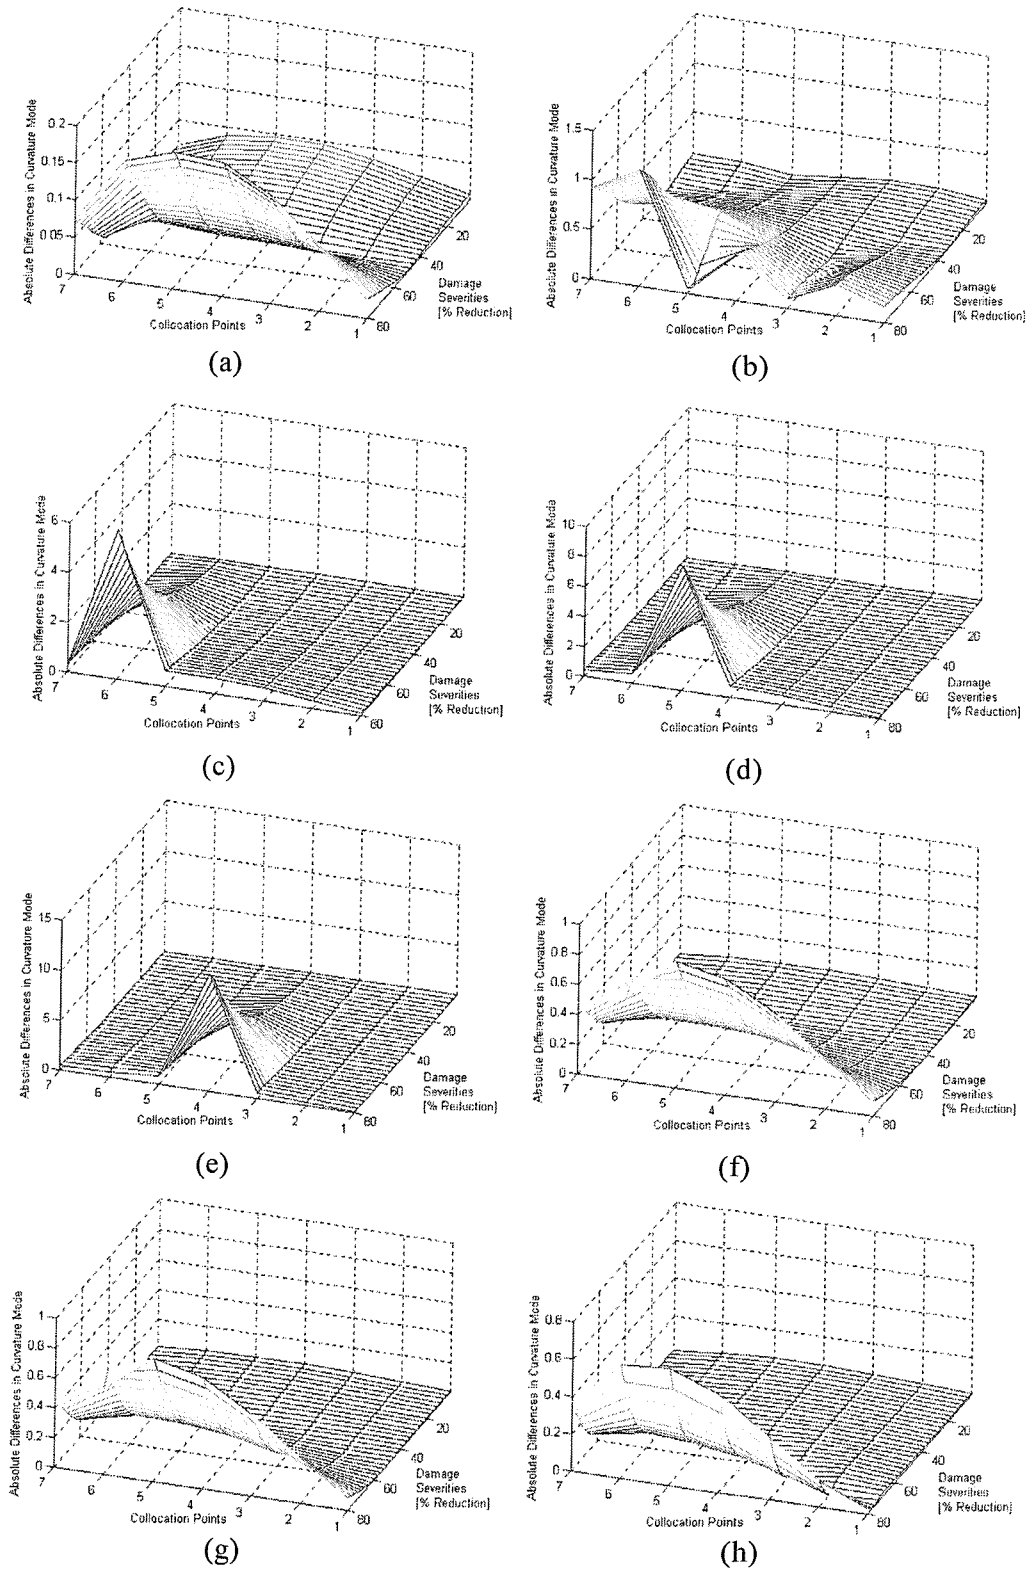 Absolute Differences in Curvature Mode
0.2
0.15
0.1
0.05
0
7
6
5
4
3
2
1
Collocation Points
20
40
60
80
Damage
Severities
[% Reduction]
(a)
Absolute Differences in Curvature Mode
1.5
1
0.5
0
7
6
5
4
3
2
1
Collocation Points
20
40
60
80
Damage
Severities
[% Reduction]
(b)
Absolute Differences in Curvature Mode
6
4
2
0
7
6
5
4
3
2
1
Collocation Points
20
40
60
80
Damage
Severities
[% Reduction]
(c)
Absolute Differences in Curvature Mode
10
8
6
4
2
0
7
6
5
4
3
2
1
Collocation Points
20
40
60
80
Damage
Severities
[% Reduction]
(d)
Absolute Differences in Curvature Mode
15
10
5
0
7
6
5
4
3
2
1
Collocation Points
20
40
60
80
Damage
Severities
[% Reduction]
(e)
Absolute Differences in Curvature Mode
1
0.8
0.6
0.4
0.2
0
7
6
5
4
3
2
1
Collocation Points
20
40
60
80
Damage
Severities
[% Reduction]
(f)
Absolute Differences in Curvature Mode
1
0.8
0.6
0.4
0.2
0
7
6
5
4
3
2
1
Collocation Points
20
40
60
80
Damage
Severities
[% Reduction]
(g)
Absolute Differences in Curvature Mode
0.8
0.6
0.4
0.2
0
7
6
5
4
3
2
1
Collocation Points
20
40
60
80
Damage
Severities
[% Reduction]
(h)